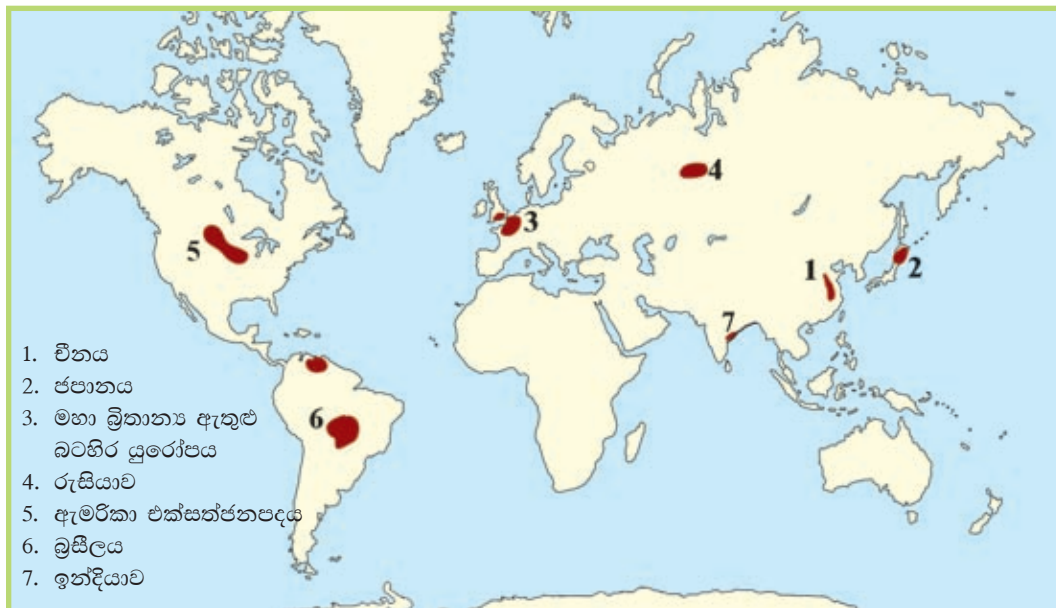 5
4
3
2
1
7
6
1. චීනය
2. ජපානය
3. මහා බ්‍රිතාන්‍ය ඇතුළු
බටහිර යුරෝපය
4. රුසියාව
5. ඇමරිකා එක්සත්ජනපදය
6. බ්‍රසීලය
7. ඉන්දියාව